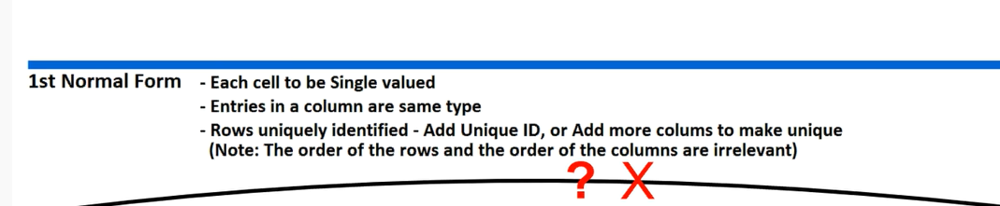 1st Normal Form - Each cell to be Single valued
- Entries in a column are same type
- Rows uniquely identified - Add Unique ID, or Add more colums to make unique
(Note: The order of the rows and the order of the columns are irrelevant)
? X